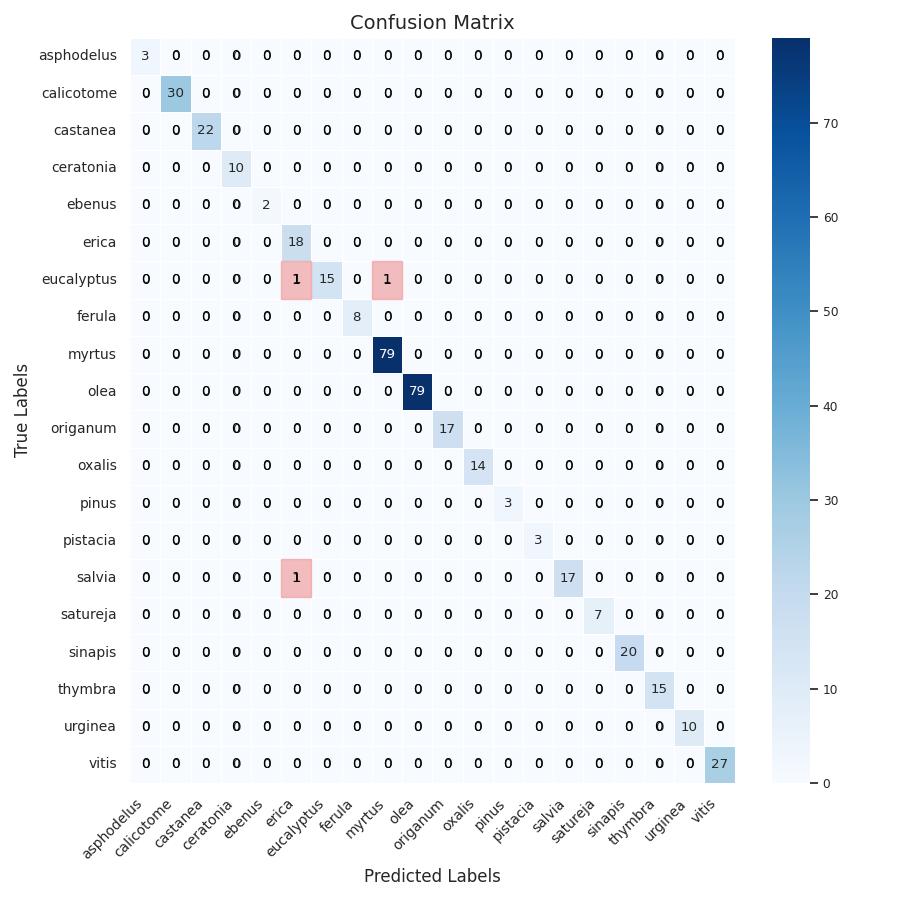 Confusion Matrix
asphodelus 3 0 0 0 0 0 0 0 0 0 0 0 0 0 0 0 0 0 0 0
calicotome 0 30 0 0 0 0 0 0 0 0 0 0 0 0 0 0 0 0 0 0
castanea 0 0 22 0 0 0 0 0 0 0 0 0 0 0 0 0 0 0 0 0
ceratonia 0 0 0 10 0 0 0 0 0 0 0 0 0 0 0 0 0 0 0 0
ebenus 0 0 0 0 2 0 0 0 0 0 0 0 0 0 0 0 0 0 0 0
erica 0 0 0 0 0 18 0 0 0 0 0 0 0 0 0 0 0 0 0 0
eucalyptus 0 0 0 0 0 1 15 0 1 0 0 0 0 0 0 0 0 0 0 0
ferula 0 0 0 0 0 0 0 8 0 0 0 0 0 0 0 0 0 0 0 0
myrtus 0 0 0 0 0 0 0 0 79 0 0 0 0 0 0 0 0 0 0 0
olea 0 0 0 0 0 0 0 0 0 79 0 0 0 0 0 0 0 0 0 0
origanum 0 0 0 0 0 0 0 0 0 0 17 0 0 0 0 0 0 0 0 0
oxalis 0 0 0 0 0 0 0 0 0 0 0 14 0 0 0 0 0 0 0 0
pinus 0 0 0 0 0 0 0 0 0 0 0 0 3 0 0 0 0 0 0 0
pistacia 0 0 0 0 0 0 0 0 0 0 0 0 0 3 0 0 0 0 0 0
salvia 0 0 0 0 0 1 0 0 0 0 0 0 0 0 17 0 0 0 0 0
satureja 0 0 0 0 0 0 0 0 0 0 0 0 0 0 0 7 0 0 0 0
sinapis 0 0 0 0 0 0 0 0 0 0 0 0 0 0 0 0 20 0 0 0
thymbra 0 0 0 0 0 0 0 0 0 0 0 0 0 0 0 0 0 15 0 0
urginea 0 0 0 0 0 0 0 0 0 0 0 0 0 0 0 0 0 0 10 0
vitis 0 0 0 0 0 0 0 0 0 0 0 0 0 0 0 0 0 0 0 27
asphodelus calicotome castanea ceratonia ebenus erica eucalyptus ferula myrtus olea origanum oxalis pinus pistacia salvia satureja sinapis thymbra urginea vitis
Predicted Labels
True Labels
70
60
50
40
30
20
10
0